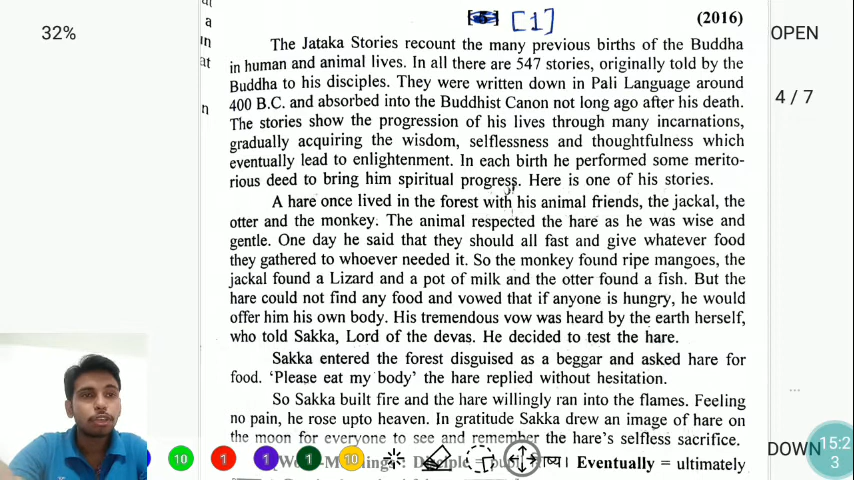 32%
a
in
at
n
[1]
(2016)
The Jataka Stories recount the many previous births of the Buddha
in human and animal lives. In all there are 547 stories, originally told by the
Buddha to his disciples. They were written down in Pali Language around
400 B.C. and absorbed into the Buddhist Canon not long ago after his death.
The stories show the progression of his lives through many incarnations,
gradually acquiring the wisdom, selflessness and thoughtfulness which
eventually lead to enlightenment. In each birth he performed some merito-
rious deed to bring him spiritual progress. Here is one of his stories.
A hare once lived in the forest with his animal friends, the jackal, the
otter and the monkey. The animal respected the hare as he was wise and
gentle. One day he said that they should all fast and give whatever food
they gathered to whoever needed it. So the monkey found ripe mangoes, the
jackal found a Lizard and a pot of milk and the otter found a fish. But the
hare could not find any food and vowed that if anyone is hungry, he would
offer him his own body. His tremendous vow was heard by the earth herself,
who told Sakka, Lord of the devas. He decided to test the hare.
Sakka entered the forest disguised as a beggar and asked hare for
food. 'Please eat my body' the hare replied without hesitation.
So Sakka built fire and the hare willingly ran into the flames. Feeling
no pain, he rose upto heaven. In gratitude Sakka drew an image of hare on
the moon for everyone to see and remember the hare's selfless sacrifice.
Eventually = ultimately
OPEN
4 / 7
DOWN
15:2
3
10
1
1
1
10